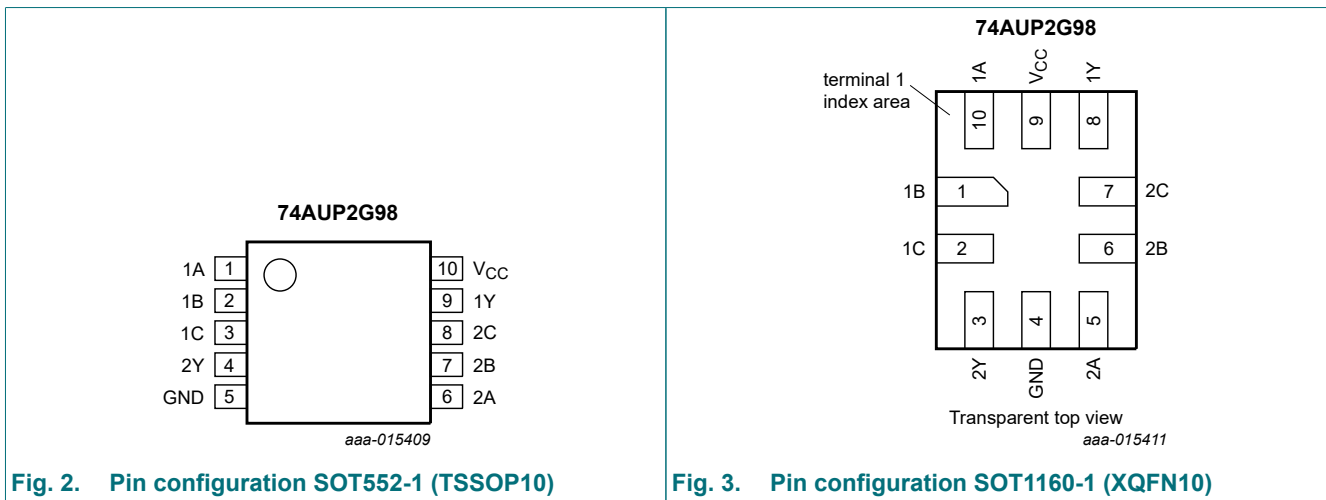 74AUP2G98
1A 1
1B 2
1C 3
2Y 4
GND 5
10 VCC
9 1Y
8 2C
7 2B
6 2A
aaa-015409
Fig. 2. Pin configuration SOT552-1 (TSSOP10)
74AUP2G98
terminal 1
index area
1A VCC 1Y
10 9 8
1B 1 7 2C
1C 2 6 2B
3 4 5
2Y GND 2A
Transparent top view
aaa-015411
Fig. 3. Pin configuration SOT1160-1 (XQFN10)